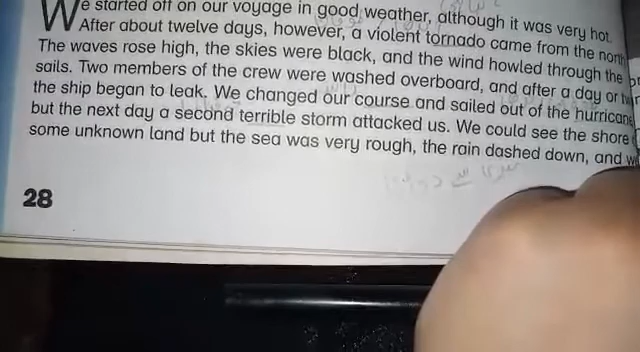 We started off on our voyage in good weather, although it was very hot.
After about twelve days, however, a violent tornado came from the north
The waves rose high, the skies were black, and the wind howled through the
sails. Two members of the crew were washed overboard, and after a day or
the ship began to leak. We changed our course and sailed out of the hurricane
but the next day a second terrible storm attacked us. We could see the shore
some unknown land but the sea was very rough, the rain dashed down, and
28